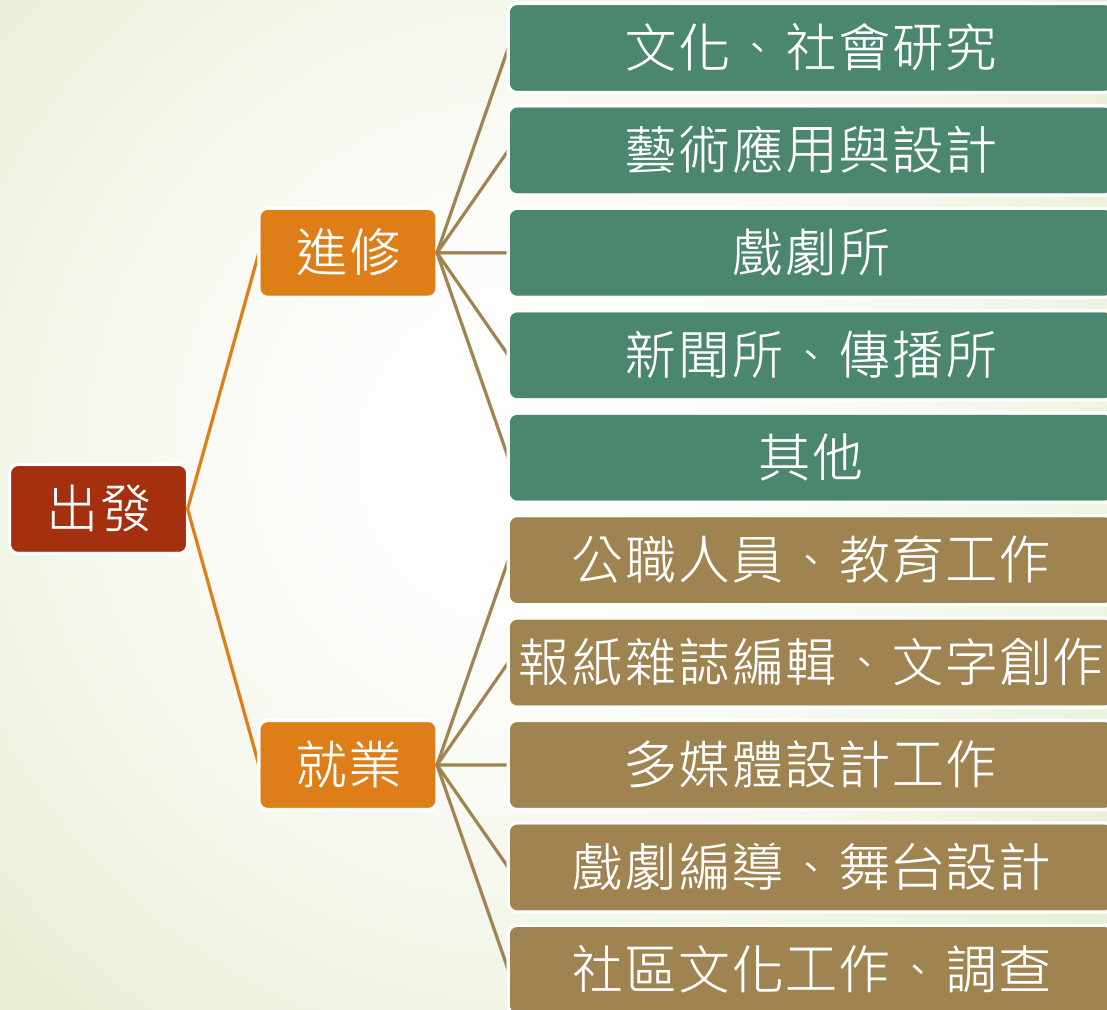 出發
進修
文化、社會研究
藝術應用與設計
戲劇所
新聞所、傳播所
其他
就業
公職人員、教育工作
報紙雜誌編輯、文字創作
多媒體設計工作
戲劇編導、舞台設計
社區文化工作、調查